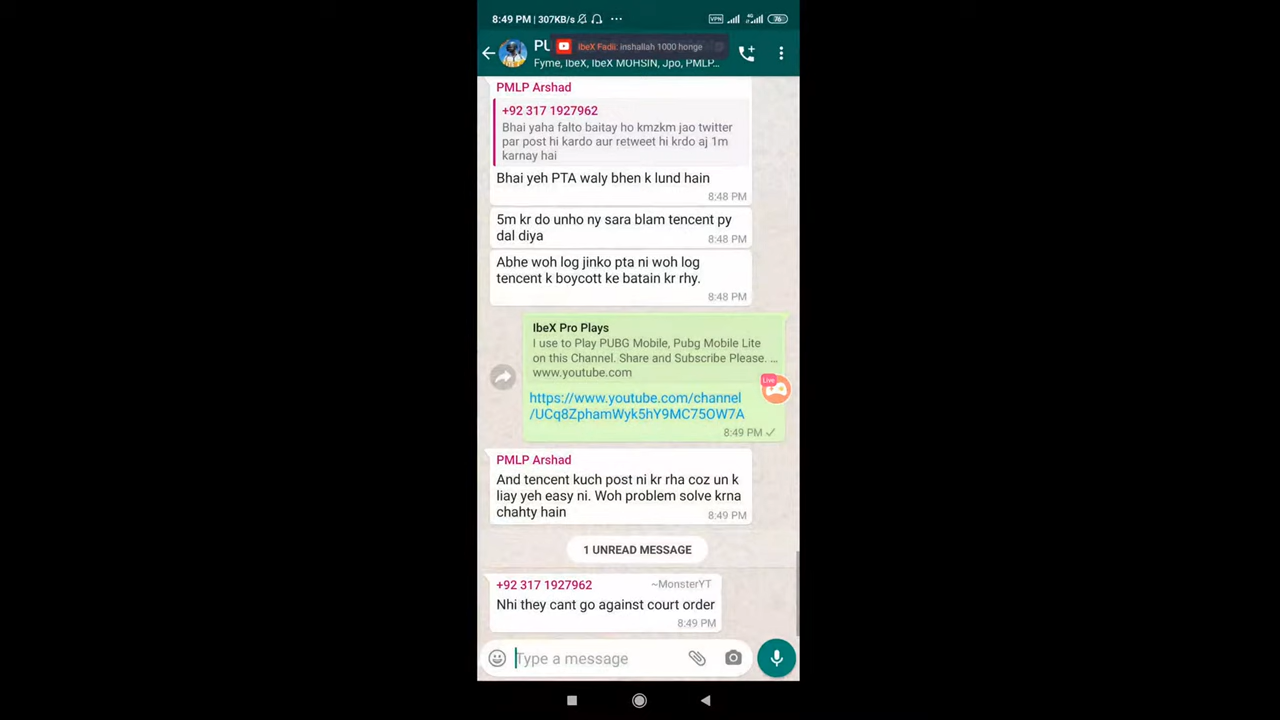 8:49 PM | 307KB/s
VPN 4G 76
PU
IbeX Fadii: inshallah 1000 honge
Fyme, IbeX, IbeX MOHSIN, Jpo, PMLP...
PMLP Arshad
+92 317 1927962
Bhai yaha falto baitay ho kmzkm jao twitter
par post hi kardo aur retweet hi krdo aj 1m
karnay hai
Bhai yeh PTA waly bhen k lund hain
8:48 PM
5m kr do unho ny sara blam tencent py
dal diya
8:48 PM
Abhe woh log jinko pta ni woh log
tencent k boycott ke batain kr rhy.
8:48 PM
IbeX Pro Plays
I use to Play PUBG Mobile, Pubg Mobile Lite
on this Channel. Share and Subscribe Please. ...
www.youtube.com
Live
https://www.youtube.com/channel
/UCq8ZphamWyk5hY9MC75OW7A
8:49 PM
PMLP Arshad
And tencent kuch post ni kr rha coz un k
liay yeh easy ni. Woh problem solve krna
chahty hain
8:49 PM
1 UNREAD MESSAGE
+92 317 1927962 ~MonsterYT
Nhi they cant go against court order
8:49 PM
Type a message